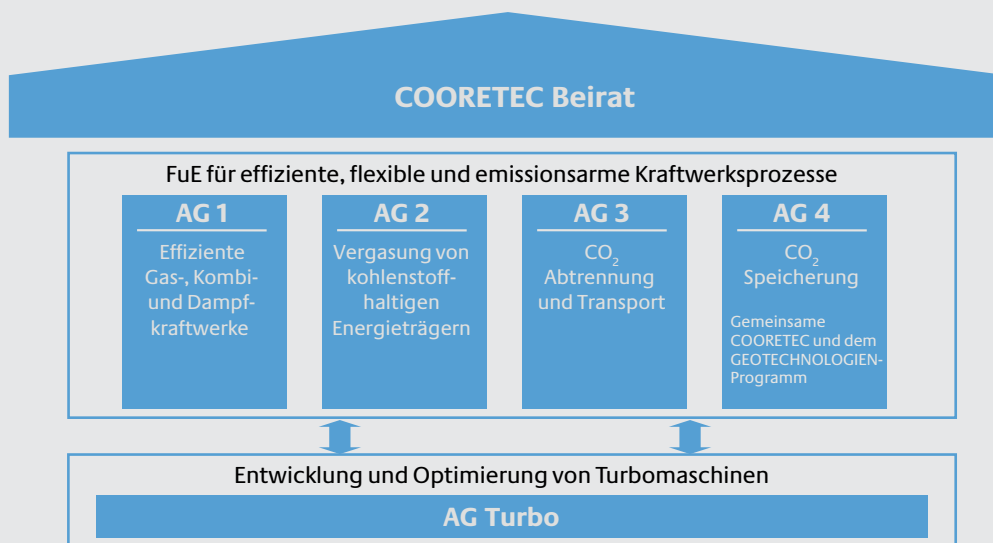 COORETEC Beirat
FuE für effiziente, flexible und emissionsarme Kraftwerksprozesse
AG 1
Effiziente
Gas-, Kombi-
und Dampf-
kraftwerke
AG 2
Vergasung von
kohlenstoff-
haltigen
Energieträgern
AG 3
CO₂
Abtrennung
und Transport
AG 4
CO₂
Speicherung
Gemeinsame
COORETEC und dem
GEOTECHNOLOGIEN-
Programm
Entwicklung und Optimierung von Turbomaschinen
AG Turbo